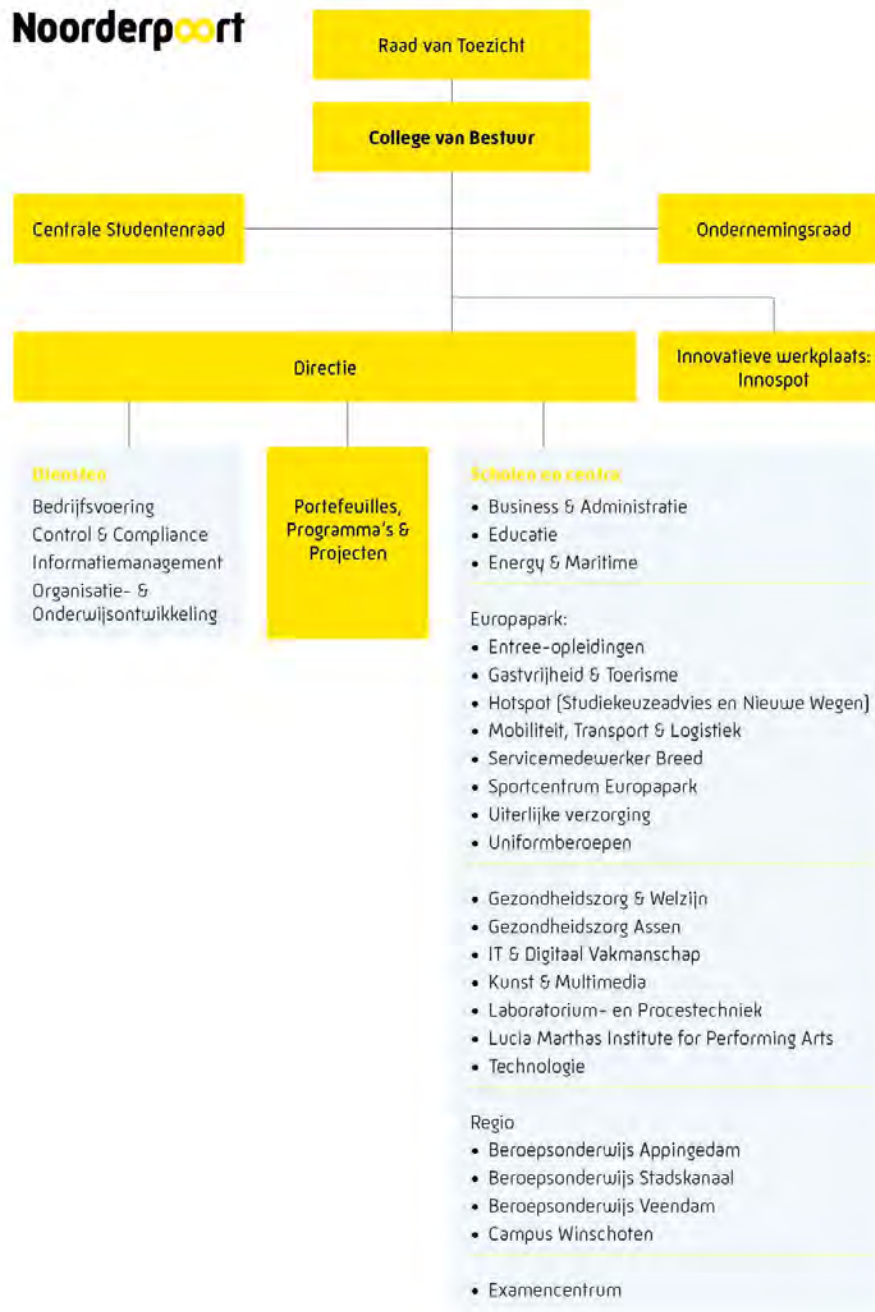 Noorderpoort
Raad van Toezicht
College van Bestuur
Centrale Studentenraad
Ondernemingsraad
Directie
Innovatieve werkplaats:
Innospot
Diensten
Bedrijfsvoering
Control & Compliance
Informatiemanagement
Organisatie- &
Onderwijsontwikkeling
Portefeuilles,
Programma's &
Projecten
Scholen en centra
• Business & Administratie
• Educatie
• Energy & Maritime
Europapark:
• Entree-opleidingen
• Gastvrijheid & Toerisme
• Hotspot (Studiekeuzeadvies en Nieuwe Wegen)
• Mobiliteit, Transport & Logistiek
• Servicemedewerker Breed
• Sportcentrum Europapark
• Uiterlijke verzorging
• Uniformberoepen
• Gezondheidszorg & Welzijn
• Gezondheidszorg Assen
• IT & Digitaal Vakmanschap
• Kunst & Multimedia
• Laboratorium- en Procestechniek
• Lucia Marthas Institute for Performing Arts
• Technologie
Regio
• Beroepsonderwijs Appingedam
• Beroepsonderwijs Stadskanaal
• Beroepsonderwijs Veendam
• Campus Winschoten
• Examencentrum